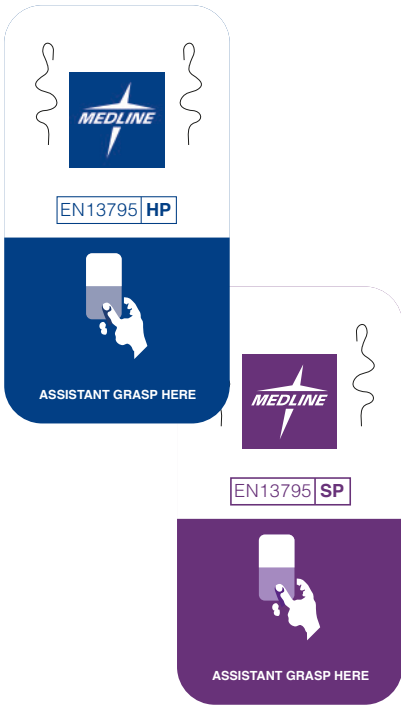 MEDLINE
EN13795 HP
ASSISTANT GRASP HERE
MEDLINE
EN13795 SP
ASSISTANT GRASP HERE